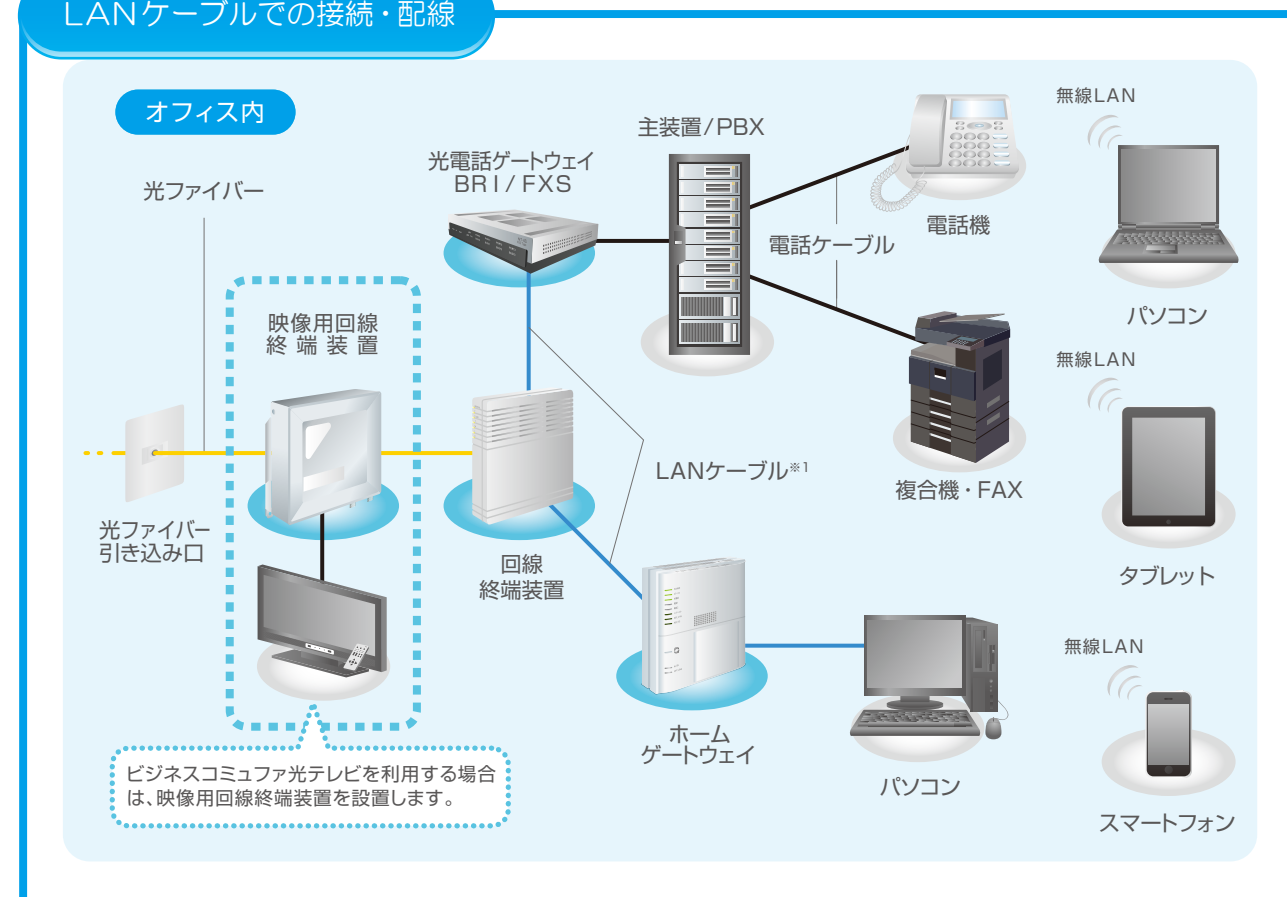 LANケーブルでの接続・配線
オフィス内
光ファイバー
光ファイバー
引き込み口
映像用回線
終端装置
ビジネスコミュファ光テレビを利用する場合
は、映像用回線終端装置を設置します。
光電話ゲートウェイ
BRI/FXS
回線
終端装置
LANケーブル※1
ホーム
ゲートウェイ
主装置/PBX
電話ケーブル
電話機
複合機・FAX
パソコン
無線LAN
パソコン
無線LAN
タブレット
無線LAN
スマートフォン